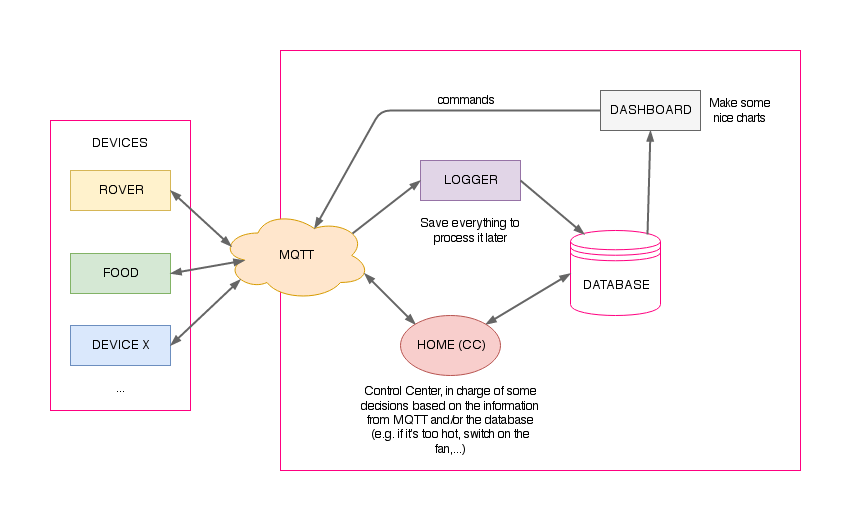 commands
DASHBOARD
Make some
nice charts
DEVICES
ROVER
LOGGER
Save everything to
process it later
MQTT
FOOD
DATABASE
DEVICE X
HOME (CC)
...
Control Center, in charge of some
decisions based on the information
from MQTT and/or the database
(e.g. if it's too hot, switch on the
fan,...)